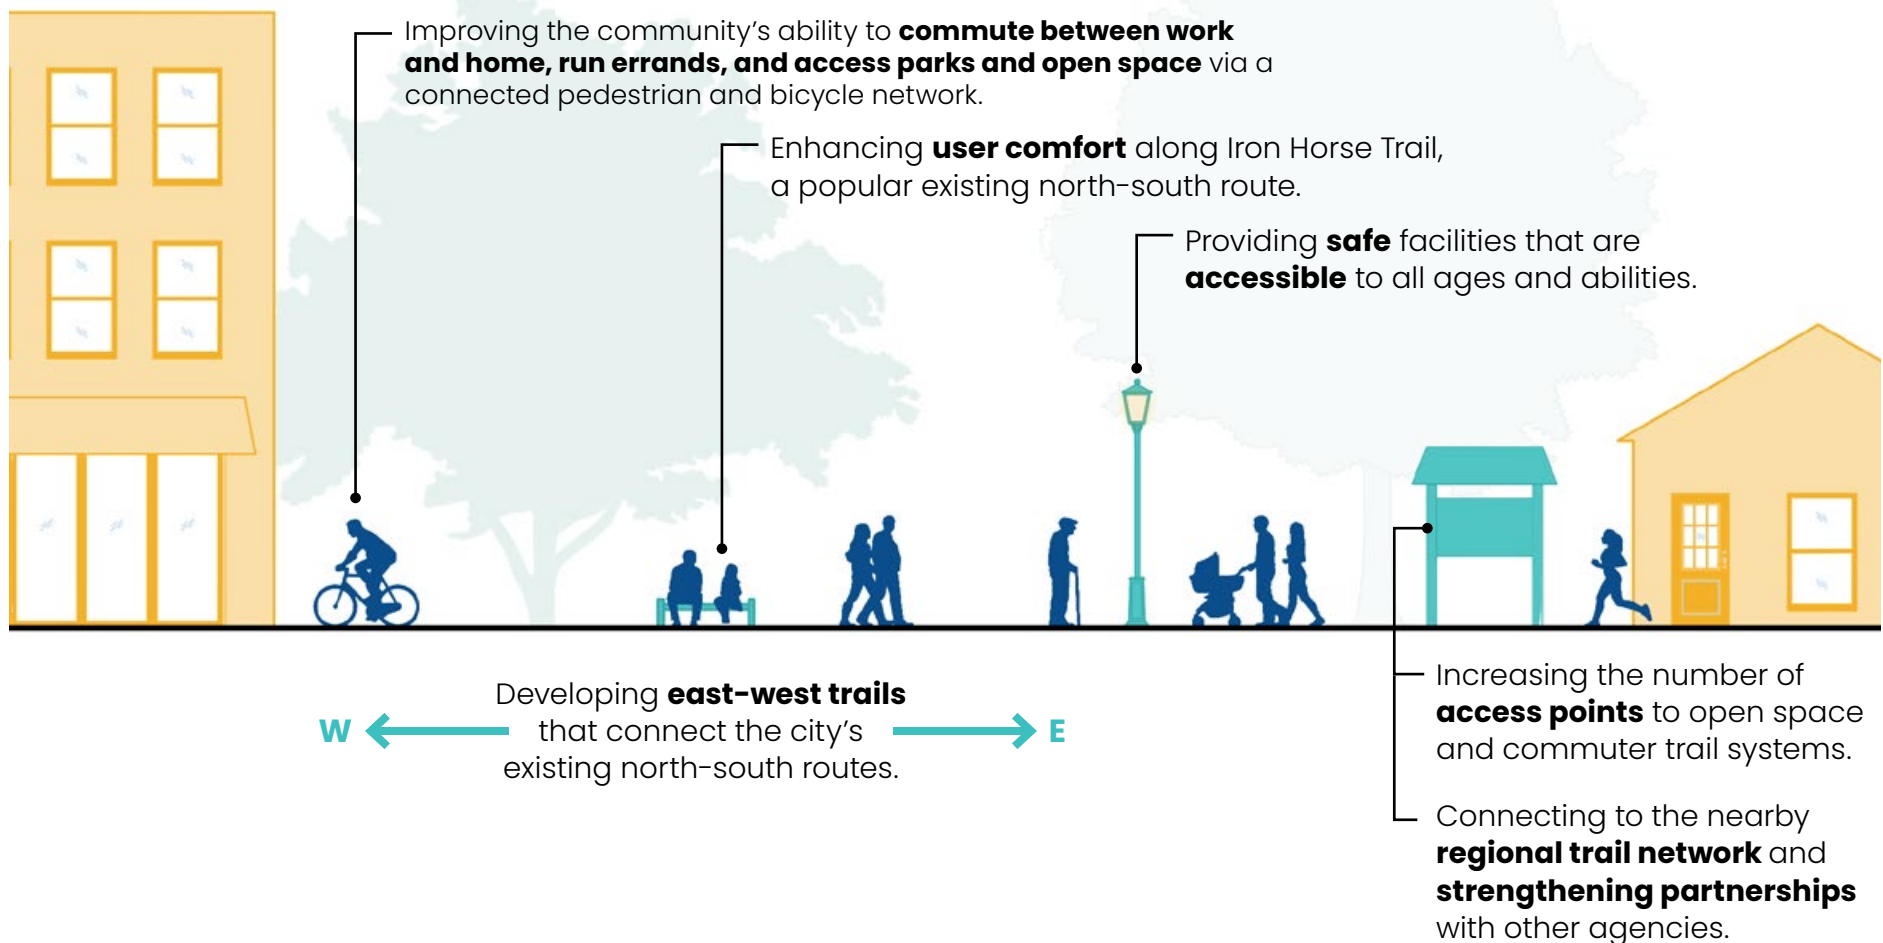 Improving the community's ability to commute between work
and home, run errands, and access parks and open space via a
connected pedestrian and bicycle network.
Enhancing user comfort along Iron Horse Trail,
a popular existing north-south route.
Providing safe facilities that are
accessible to all ages and abilities.
Developing east-west trails
W that connect the city's E
existing north-south routes.
Increasing the number of
access points to open space
and commuter trail systems.
Connecting to the nearby
regional trail network and
strengthening partnerships
with other agencies.